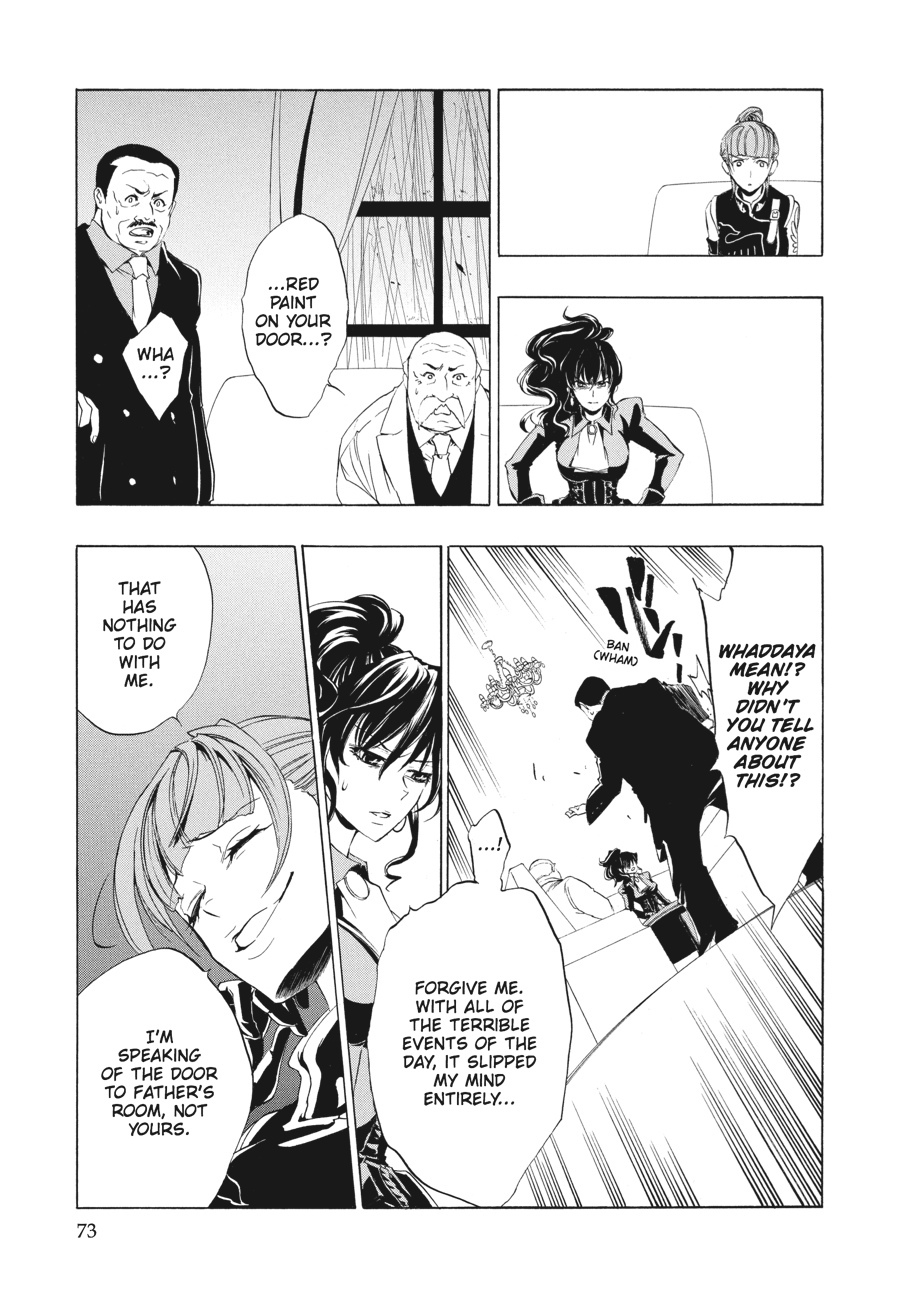 ...RED
PAINT
ON YOUR
DOOR...?
WHA
...?
WHADDAYA
MEAN!?
WHY
DIDN'T
YOU TELL
ANYONE
ABOUT
THIS!?
BAN
(WHAM)
...!
FORGIVE ME.
WITH ALL OF
THE TERRIBLE
EVENTS OF THE
DAY, IT SLIPPED
MY MIND
ENTIRELY...
THAT
HAS
NOTHING
TO DO
WITH
ME.
I'M
SPEAKING
OF THE DOOR
TO FATHER'S
ROOM, NOT
YOURS.
73